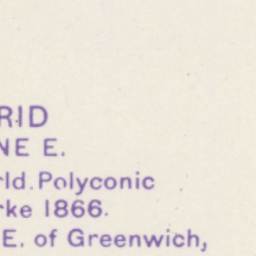 RID
NE E.
rld. Polyconic
rke 1866.
E. of Greenwich,